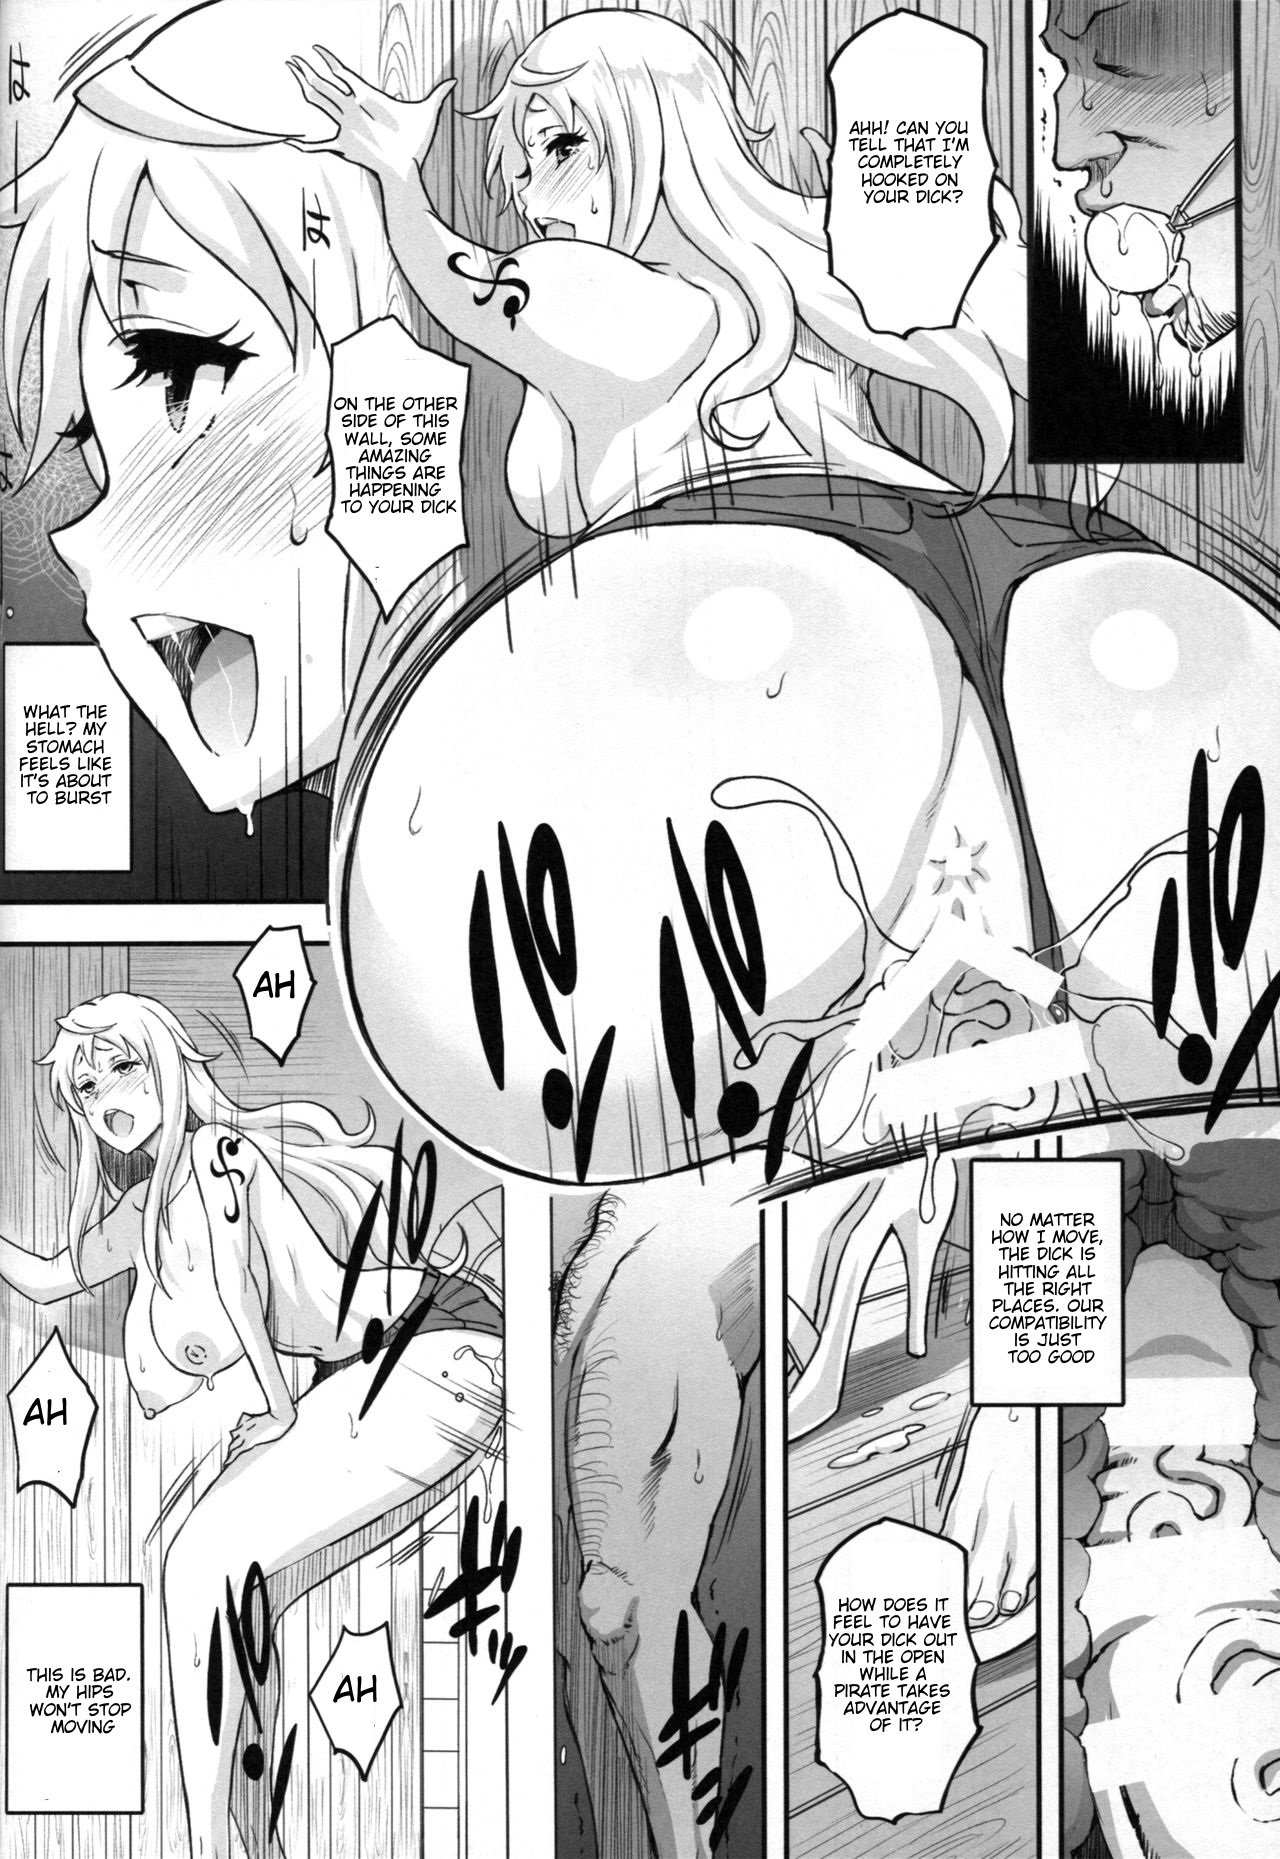 AHH! CAN YOU
TELL THAT I'M
COMPLETELY
HOOKED ON
YOUR DICK?
ON THE OTHER
SIDE OF THIS
WALL, SOME
AMAZING
THINGS ARE
HAPPENING
TO YOUR DICK
WHAT THE
HELL? MY
STOMACH
FEELS LIKE
IT'S ABOUT
TO BURST
AH
NO MATTER
HOW I MOVE,
THE DICK IS
HITTING ALL
THE RIGHT
PLACES. OUR
COMPATIBILITY
IS JUST
TOO GOOD
AH
AH
THIS IS BAD.
MY HIPS
WON'T STOP
MOVING
HOW DOES IT
FEEL TO HAVE
YOUR DICK OUT
IN THE OPEN
WHILE A
PIRATE TAKES
ADVANTAGE
OF IT?